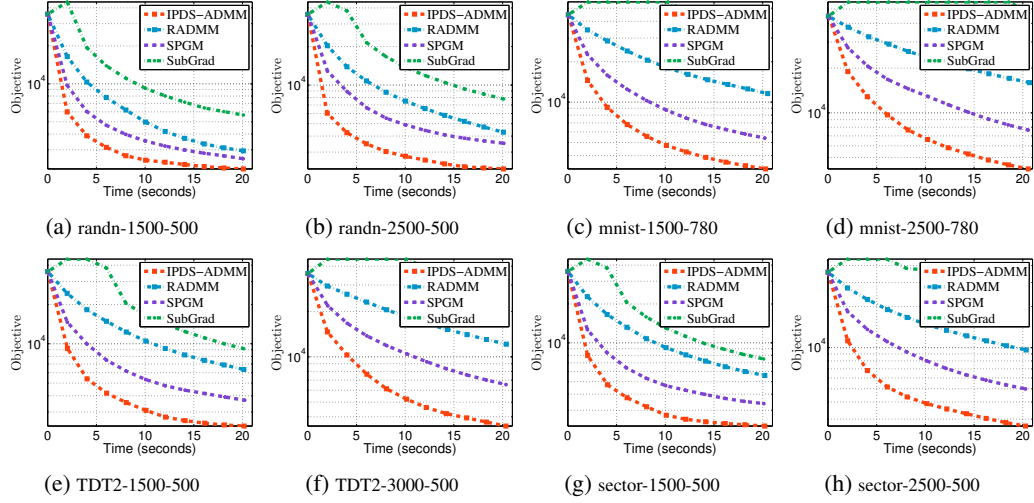 IPDS-ADMM
RADMM
SPGM
SubGrad
Objective
10^4
0 5 10 15 20
Time (seconds)
(a) randn-1500-500
IPDS-ADMM
RADMM
SPGM
SubGrad
Objective
10^4
0 5 10 15 20
Time (seconds)
(b) randn-2500-500
IPDS-ADMM
RADMM
SPGM
SubGrad
Objective
10^4
0 5 10 15 20
Time (seconds)
(c) mnist-1500-780
IPDS-ADMM
RADMM
SPGM
SubGrad
Objective
10^4
0 5 10 15 20
Time (seconds)
(d) mnist-2500-780
IPDS-ADMM
RADMM
SPGM
SubGrad
Objective
10^4
0 5 10 15 20
Time (seconds)
(e) TDT2-1500-500
IPDS-ADMM
RADMM
SPGM
SubGrad
Objective
10^4
0 5 10 15 20
Time (seconds)
(f) TDT2-3000-500
IPDS-ADMM
RADMM
SPGM
SubGrad
Objective
10^4
0 5 10 15 20
Time (seconds)
(g) sector-1500-500
IPDS-ADMM
RADMM
SPGM
SubGrad
Objective
10^4
0 5 10 15 20
Time (seconds)
(h) sector-2500-500